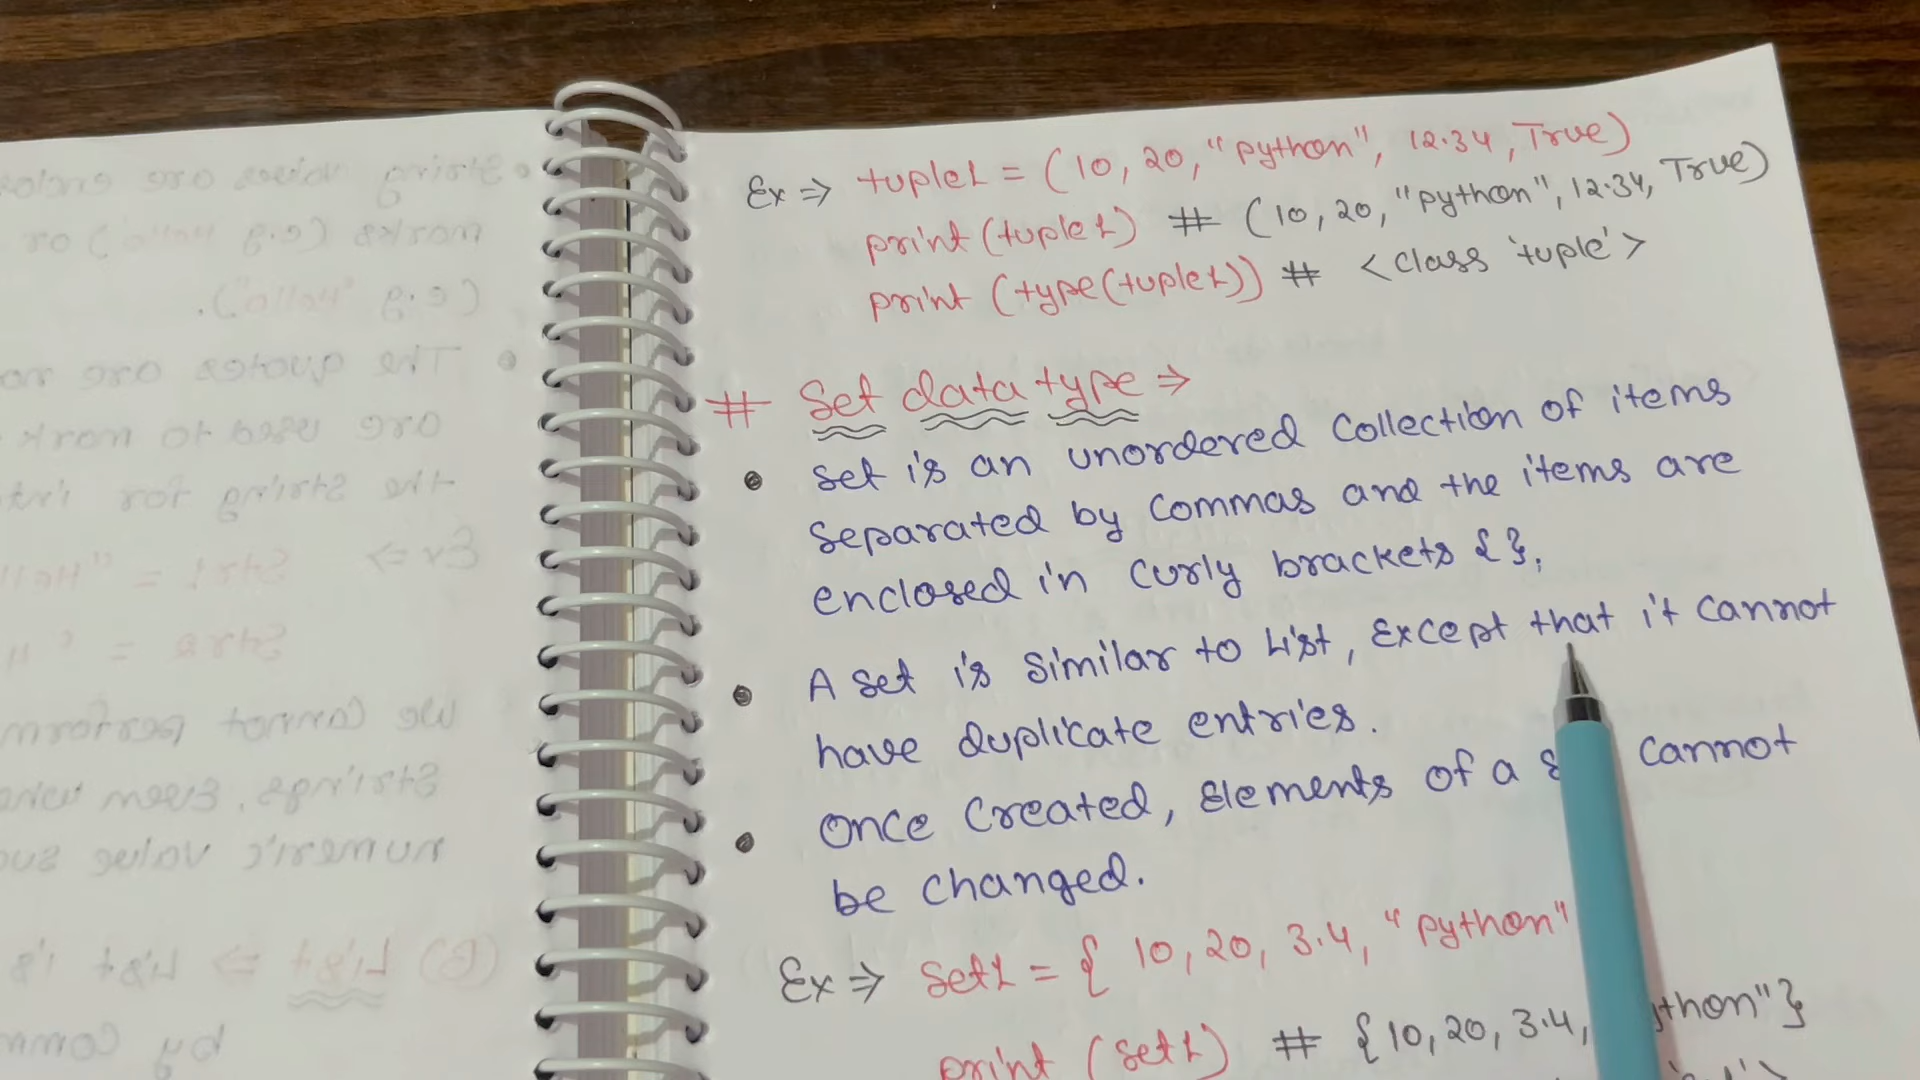 Ex ⇒ tuple1 = (10, 20, "python", 12.34, True)
print(tuple1) # (10, 20, "python", 12.34, True)
print (type(tuple1)) # <class 'tuple'>
# Set data type ⇒
• Set is an unordered collection of items
separated by commas and the items are
enclosed in curly brackets {}.
• A set is similar to list, Except that it cannot
have duplicate entries.
• Once created, Elements of a cannot
be changed.
Ex ⇒ set1 = { 10, 20, 3.4, "python"
print (set1) # {10, 20, 3.4, ython"}